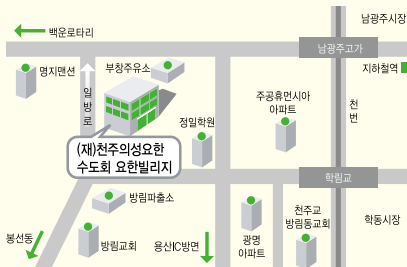 남광주시장
백운로타리
남광주고가
명지맨션
부창주유소
지하철역
일방로
주공휴먼시아
아파트
천변
정일학원
(재)천주의성요한
수도회 요한빌리지
학림교
방림파출소
천주교
방림동교회
학동시장
봉선동
방림교회
용산IC방면
광명
아파트